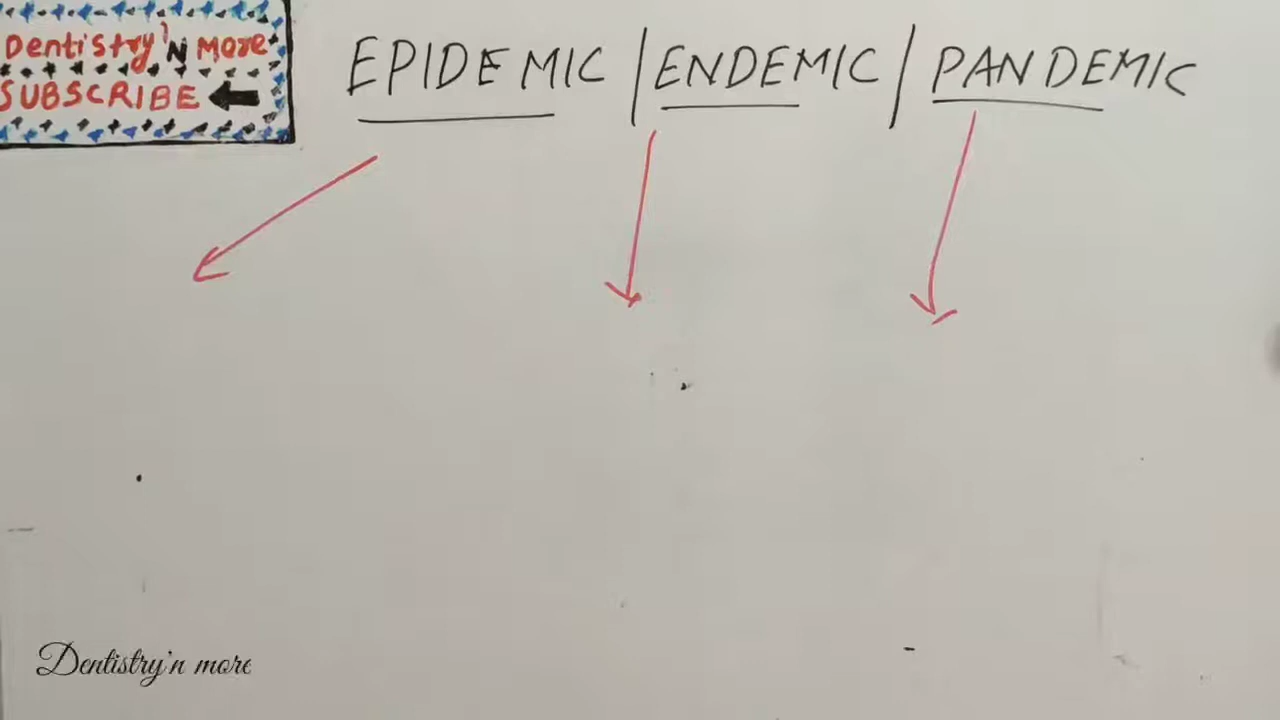 Dentistry'N More
SUBSCRIBE
EPIDEMIC / ENDEMIC / PANDEMIC
Dentistry'n more